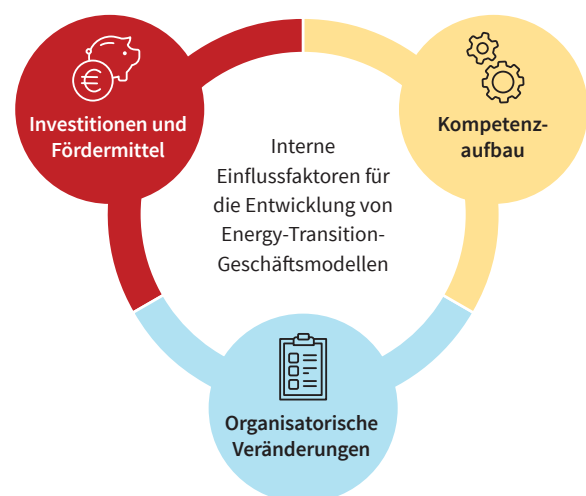 Investitionen und
Fördermittel
Kompetenz-
aufbau
Interne
Einflussfaktoren für
die Entwicklung von
Energy-Transition-
Geschäftsmodellen
Organisatorische
Veränderungen